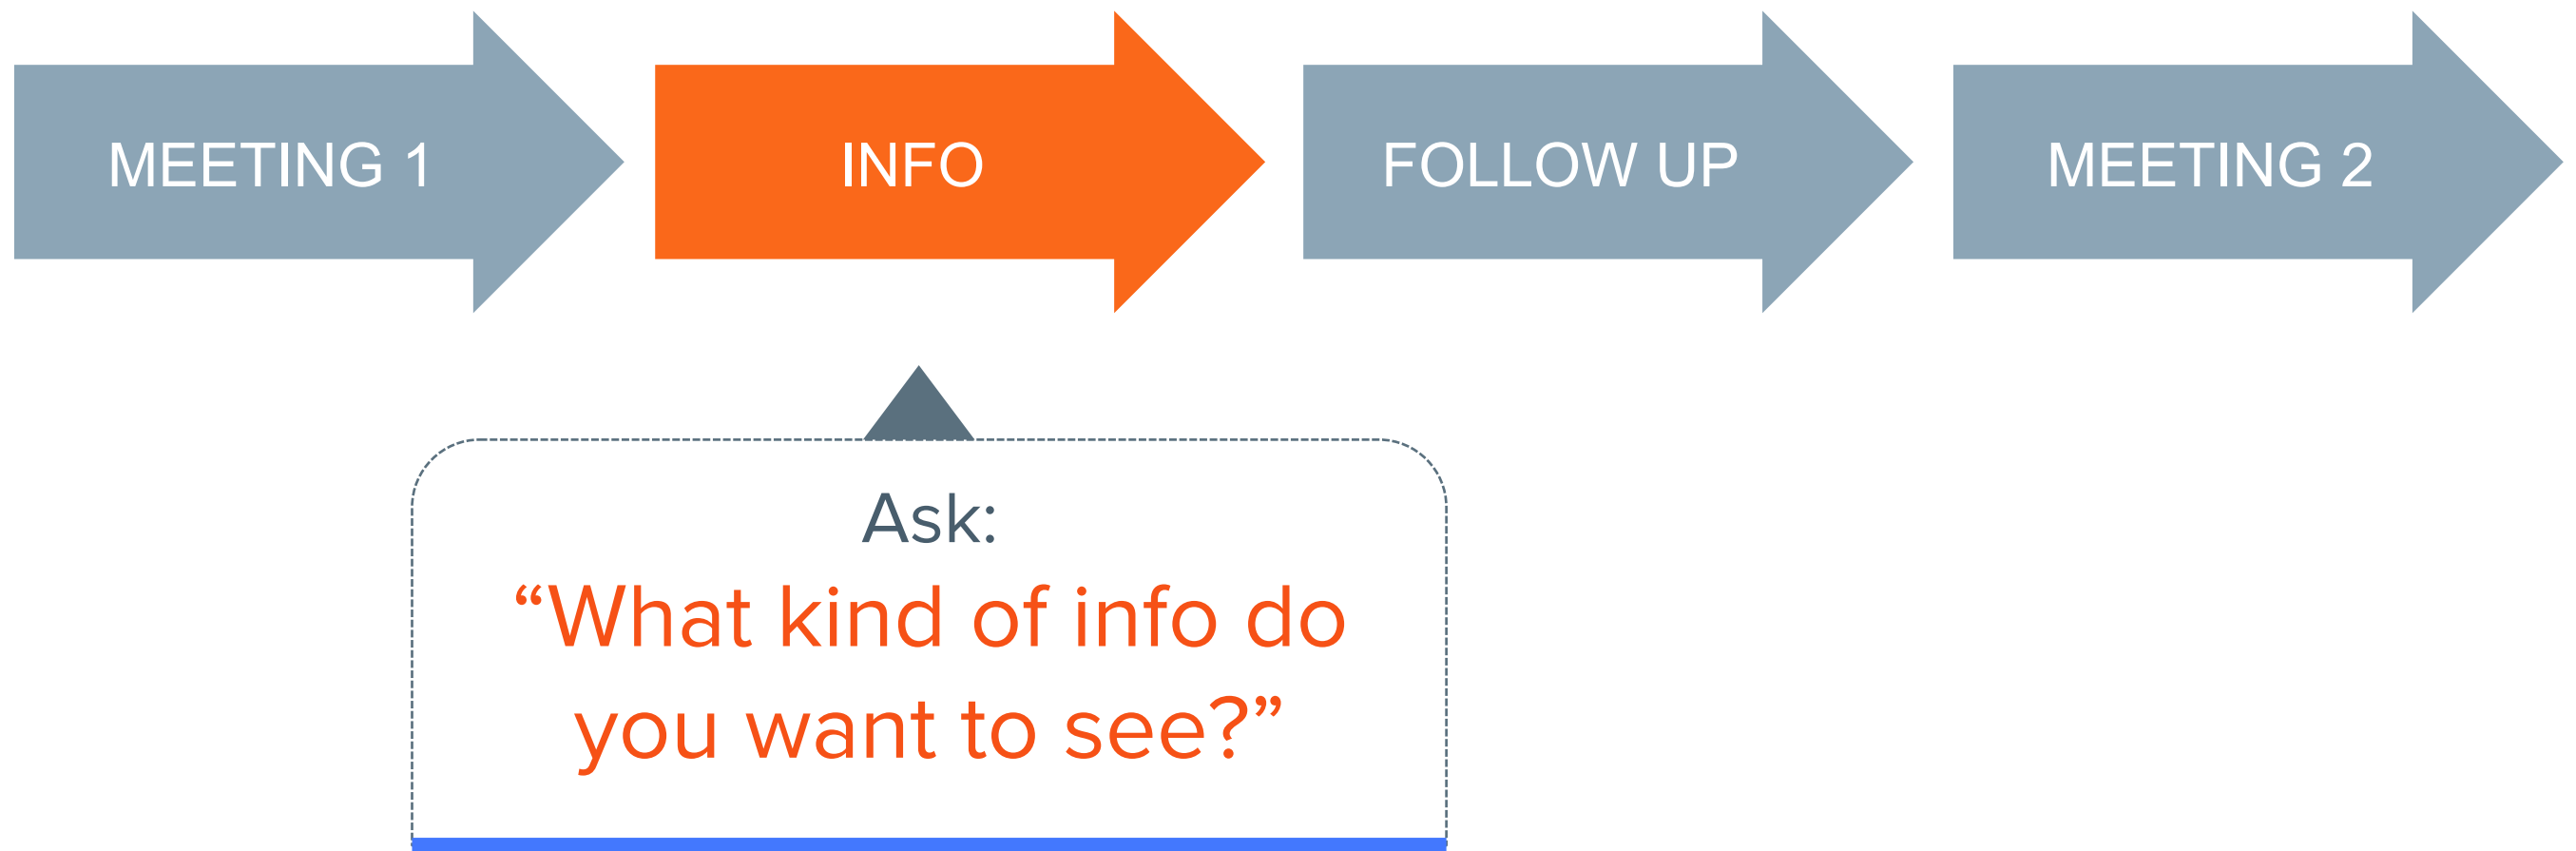 MEETING 1
INFO
FOLLOW UP
MEETING 2
Ask:
“What kind of info do
you want to see?”